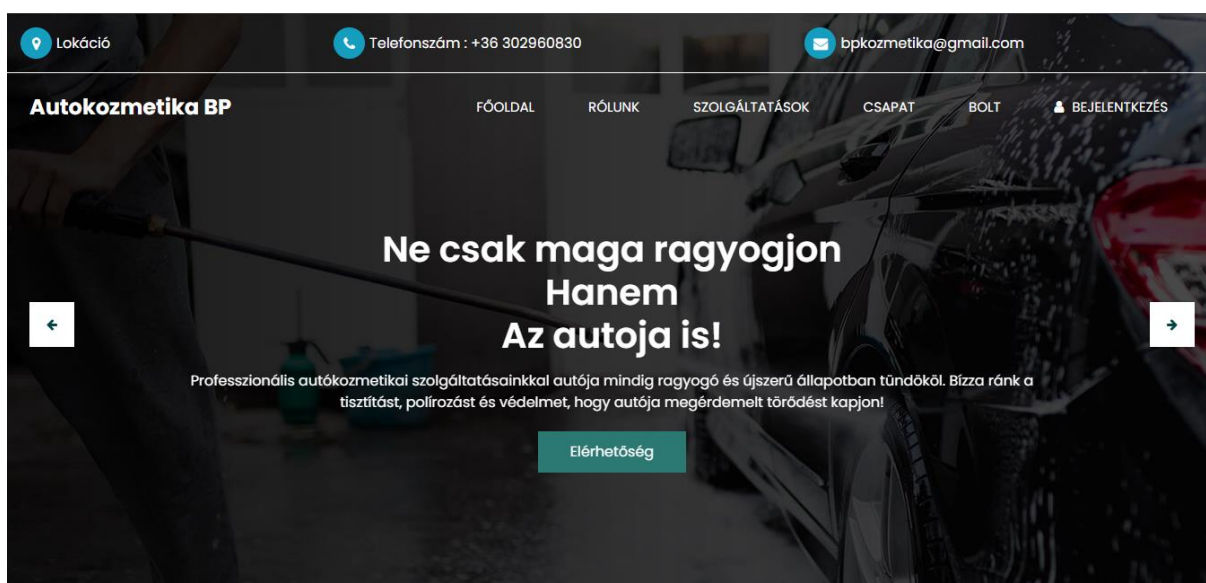 Lokáció
Telefonszám : +36 302960830
bpkozmetika@gmail.com
Autokozmetika BP
FŐOLDAL
RÓLUNK
SZOLGÁLTATÁSOK
CSAPAT
BOLT
BEJELENTKEZÉS
Ne csak maga ragyogjon
Hanem
Az autoja is!
Professzionális autókozmetikai szolgáltatásainkkal autója mindig ragyogó és újszerű állapotban tündököl. Bízza ránk a
tisztítást, polírozást és védelmet, hogy autója megérdemelt törődést kapjon!
Elérhetőség